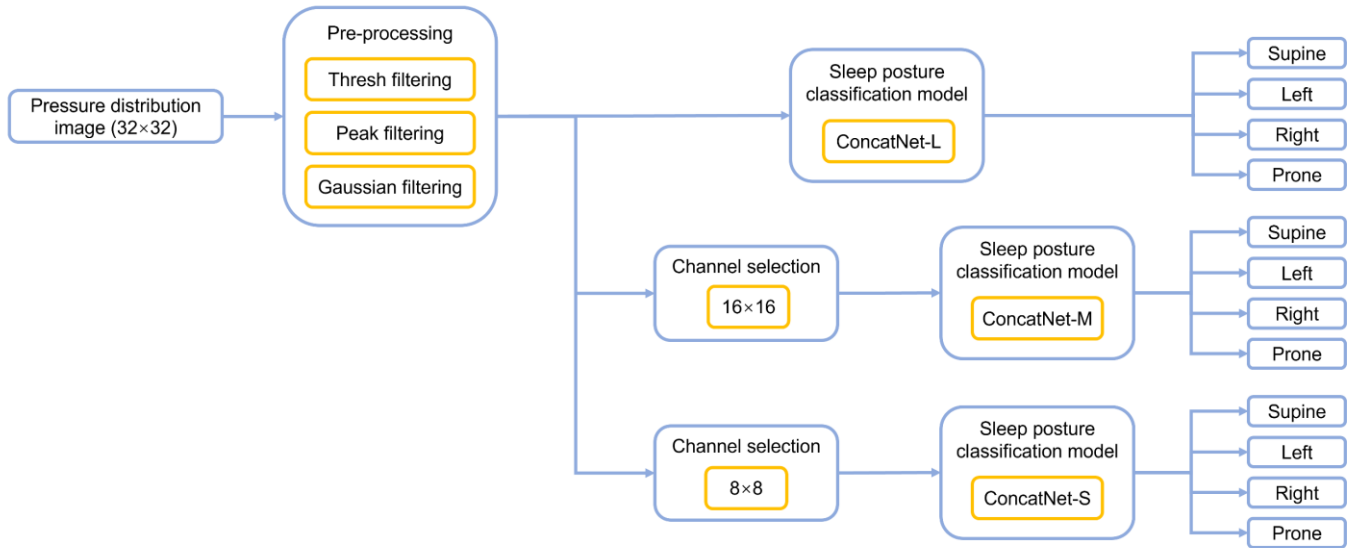 Pressure distribution
image (32×32)
Pre-processing
Thresh filtering
Peak filtering
Gaussian filtering
Sleep posture
classification model
ConcatNet-L
Supine
Left
Right
Prone
Channel selection
16×16
Sleep posture
classification model
ConcatNet-M
Supine
Left
Right
Prone
Channel selection
8×8
Sleep posture
classification model
ConcatNet-S
Supine
Left
Right
Prone